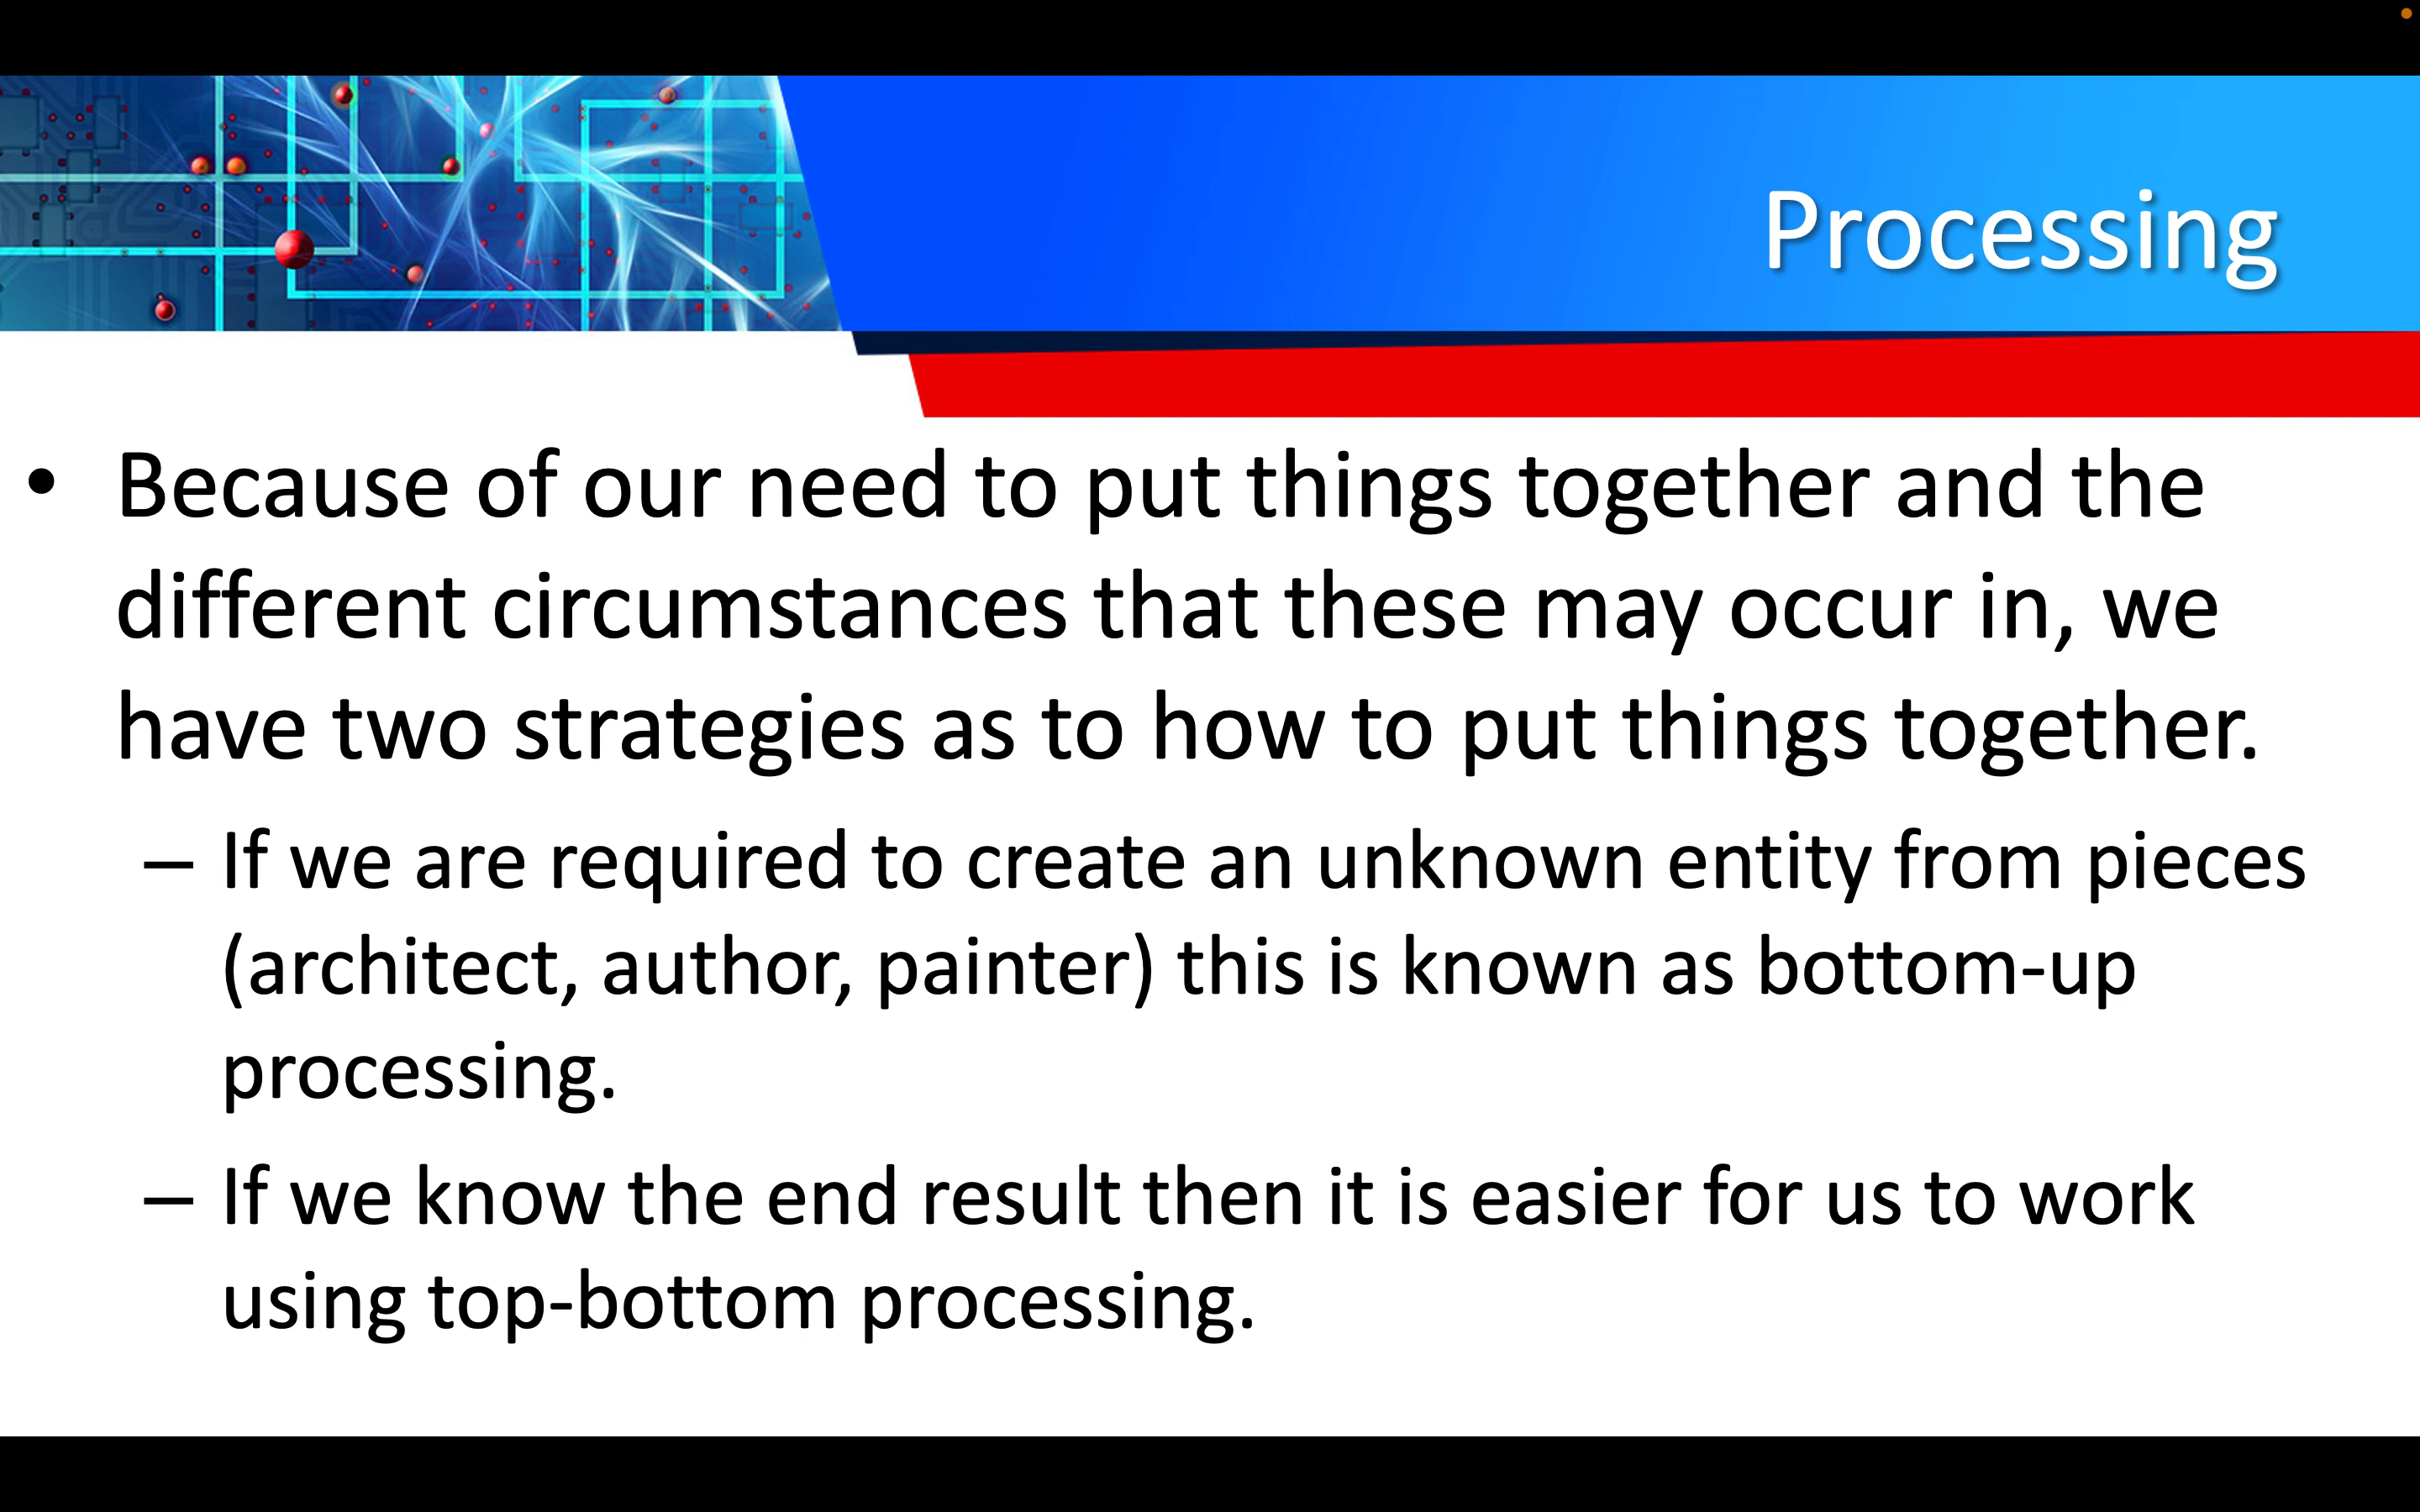 Processing
• Because of our need to put things together and the
different circumstances that these may occur in, we
have two strategies as to how to put things together.
– If we are required to create an unknown entity from pieces
(architect, author, painter) this is known as bottom-up
processing.
– If we know the end result then it is easier for us to work
using top-bottom processing.